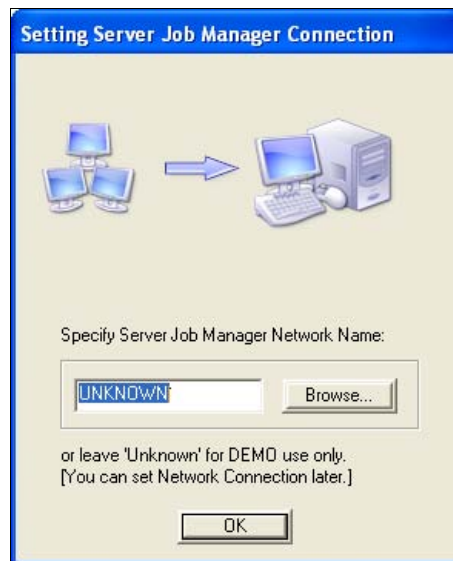 Setting Server Job Manager Connection
Specify Server Job Manager Network Name:
UNKNOWN
Browse...
or leave 'Unknown' for DEMO use only.
[You can set Network Connection later.]
OK